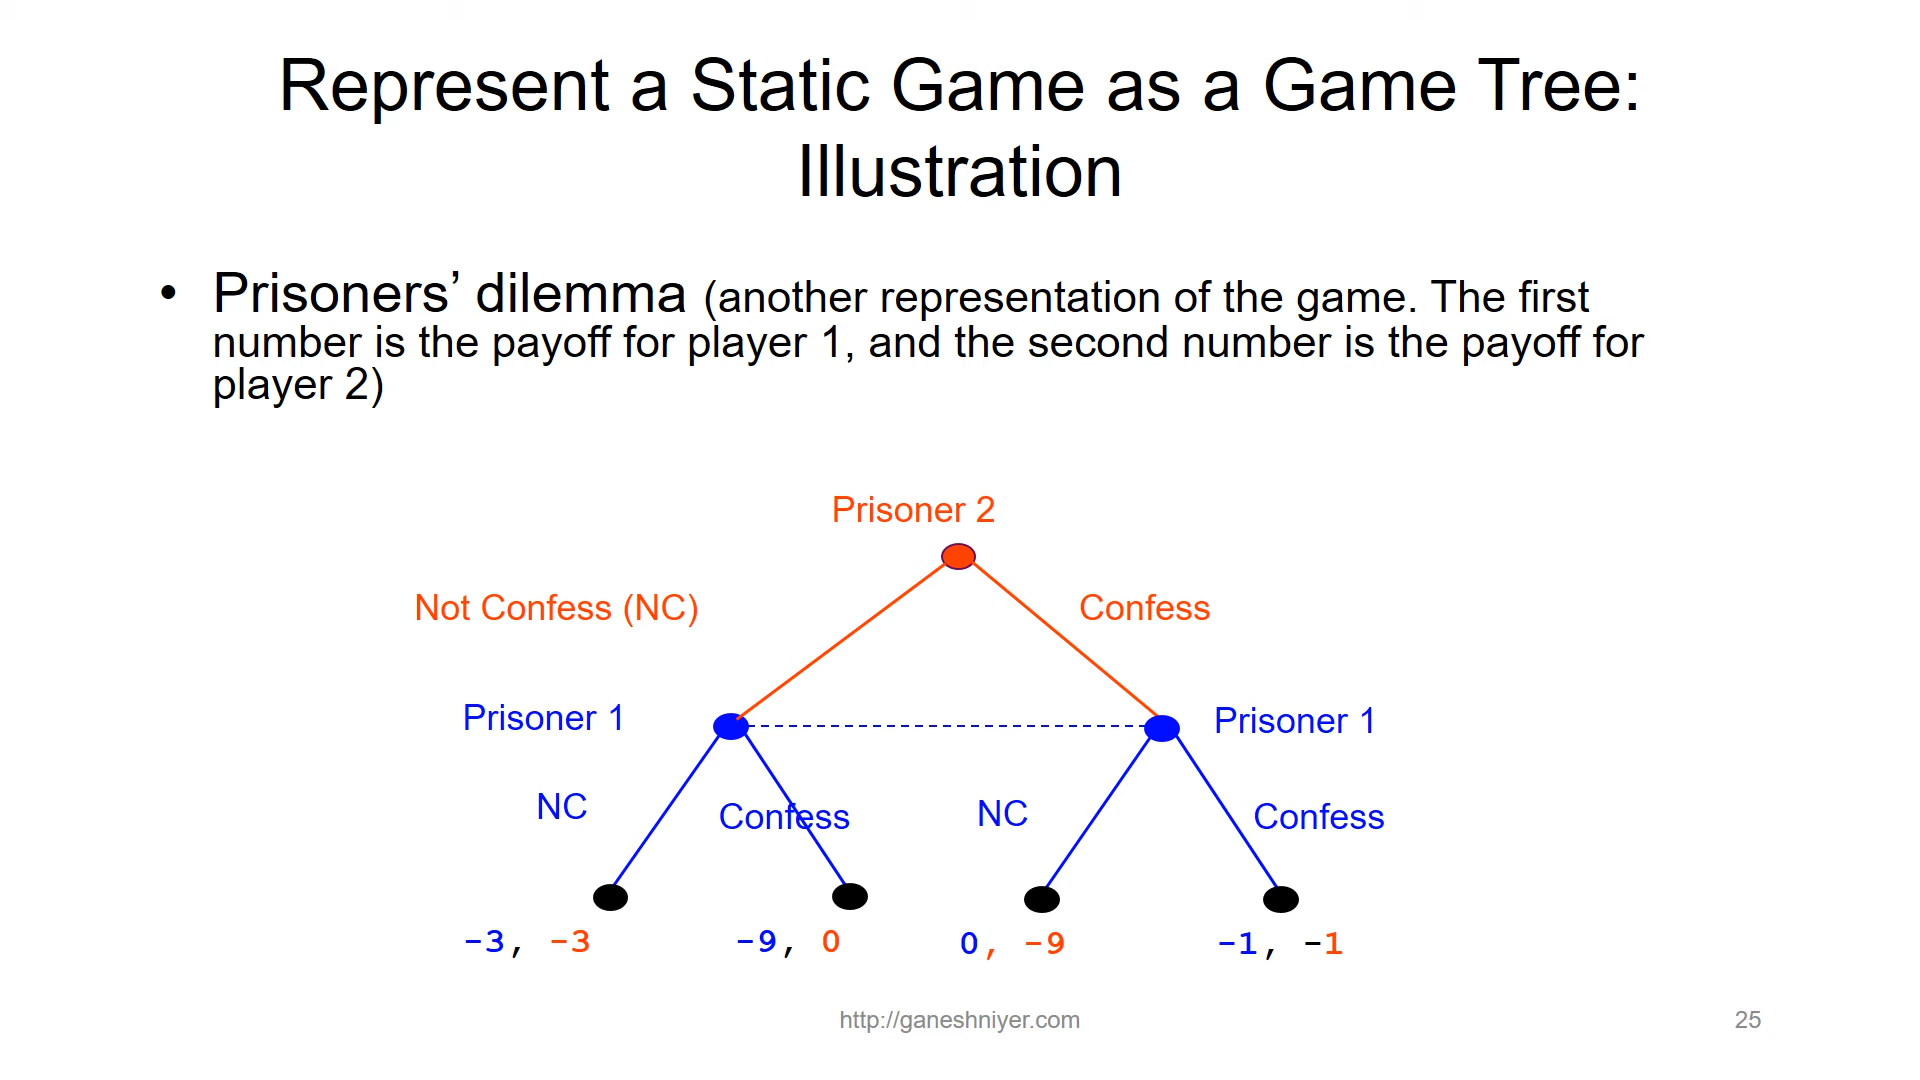 Represent a Static Game as a Game Tree:
Illustration
• Prisoners’ dilemma (another representation of the game. The first
number is the payoff for player 1, and the second number is the payoff for
player 2)
Prisoner 2
Not Confess (NC) Confess
Prisoner 1 Prisoner 1
NC Confess NC Confess
-3, -3 -9, 0 0, -9 -1, -1
http://ganeshniyer.com 25